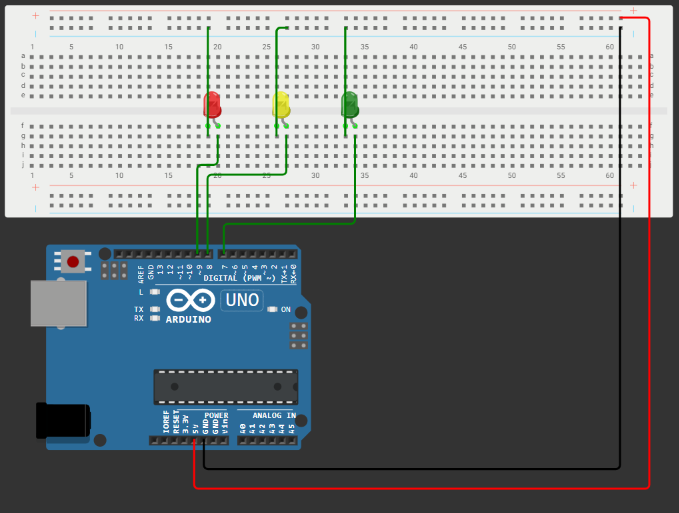 1 5 10 15 20 25 30 35 40 45 50 55 60
a a
b b
c c
d d
e e
f f
g g
h h
i i
j j
1 5 10 15 20 25 30 35 40 45 50 55 60
AREF GND 13 12 ~11 ~10 ~9 8 7 ~6 ~5 4 ~3 2 TX→1 RX←0
DIGITAL (PWM ~)
L
UNO
TX
RX
ON
ARDUINO
POWER
ANALOG IN
IOREF RESET 3.3V 5V GND GND Vin A0 A1 A2 A3 A4 A5